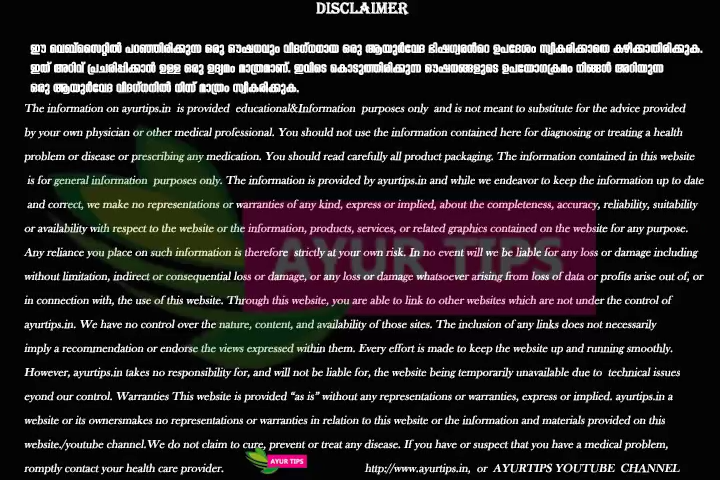 DISCLAIMER
ഈ വെബ്സൈറ്റിൽ പറഞ്ഞിരിക്കുന്ന ഒരു ഔഷനവും വിദഗ്ദനായ ഒരു ആയുർവേദ ഭിഷഗ്വരൻറെ ഉപദേശം സ്വീകരിക്കാതെ കഴിക്കാതിരിക്കുക.
ഇയ് അറിവ് പ്രചരിപ്പിക്കാൻ ഉള്ള ഒരു ഉദ്യമം മാത്രമാണ്. ഇവിടെ കൊടുത്തിരിക്കുന്ന ഔഷനങ്ങളുടെ ഉപയോഗക്രമം നിങ്ങൾ അറിയുന്ന
ഒരു ആയുർവേദ വിദഗ്ദനിൽ നിന്ന് മാത്രം സ്വീകരിക്കുക.
The information on ayurtips.in is provided educational&Information purposes only and is not meant to substitute for the advice provided
by your own physician or other medical professional. You should not use the information contained here for diagnosing or treating a health
problem or disease or prescribing any medication. You should read carefully all product packaging. The information contained in this website
is for general information purposes only. The information is provided by ayurtips.in and while we endeavor to keep the information up to date
and correct, we make no representations or warranties of any kind, express or implied, about the completeness, accuracy, reliability, suitability
or availability with respect to the website or the information, products, services, or related graphics contained on the website for any purpose.
Any reliance you place on such information is therefore strictly at your own risk. In no event will we be liable for any loss or damage including
AYUR TIPS
without limitation, indirect or consequential loss or damage, or any loss or damage whatsoever arising from loss of data or profits arise out of, or
in connection with, the use of this website. Through this website, you are able to link to other websites which are not under the control of
ayurtips.in. We have no control over the nature, content, and availability of those sites. The inclusion of any links does not necessarily
imply a recommendation or endorse the views expressed within them. Every effort is made to keep the website up and running smoothly.
However, ayurtips.in takes no responsibility for, and will not be liable for, the website being temporarily unavailable due to technical issues
eyond our control. Warranties This website is provided “as is” without any representations or warranties, express or implied. ayurtips.in a
website or its ownersmakes no representations or warranties in relation to this website or the information and materials provided on this
website./youtube channel.We do not claim to cure, prevent or treat any disease. If you have or suspect that you have a medical problem,
romptly contact your health care provider. AYUR TIPS http://www.ayurtips.in, or AYURTIPS YOUTUBE CHANNEL